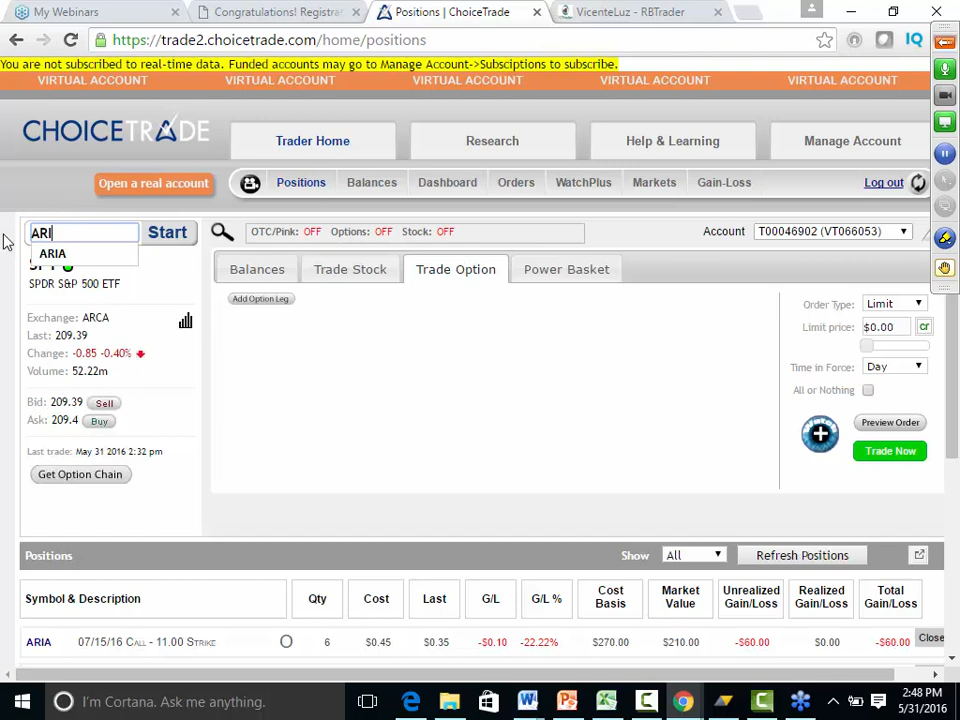 My Webinars
Congratulations! Registrat
Positions | ChoiceTrade
VicenteLuz - RBTrader
https://trade2.choicetrade.com/home/positions
IQ
You are not subscribed to real-time data. Funded accounts may go to Manage Account->Subsciptions to subscribe.
VIRTUAL ACCOUNT VIRTUAL ACCOUNT VIRTUAL ACCOUNT VIRTUAL ACCOUNT VIRTUAL ACCOUNT
CHOICETRADE
Trader Home Research Help & Learning Manage Account
Open a real account
Positions Balances Dashboard Orders WatchPlus Markets Gain-Loss Log out
ARI Start
OTC/Pink: OFF Options: OFF Stock: OFF
Account T00046902 (VT066053)
ARIA
SPY
SPDR S&P 500 ETF
Exchange: ARCA
Last: 209.39
Change: -0.85 -0.40%
Volume: 52.22m
Bid: 209.39 Sell
Ask: 209.4 Buy
Last trade: May 31 2016 2:32 pm
Get Option Chain
Balances Trade Stock Trade Option Power Basket
Add Option Leg
Order Type: Limit
Limit price: $0.00 cr
Time in Force: Day
All or Nothing
Preview Order
Trade Now
Positions Show All Refresh Positions
Symbol & Description Qty Cost Last G/L G/L % Cost Basis Market Value Unrealized Gain/Loss Realized Gain/Loss Total Gain/Loss
ARIA 07/15/16 Call - 11.00 Strike 6 $0.45 $0.35 -$0.10 -22.22% $270.00 $210.00 -$60.00 $0.00 -$60.00 Close
I'm Cortana. Ask me anything.
2:48 PM
5/31/2016